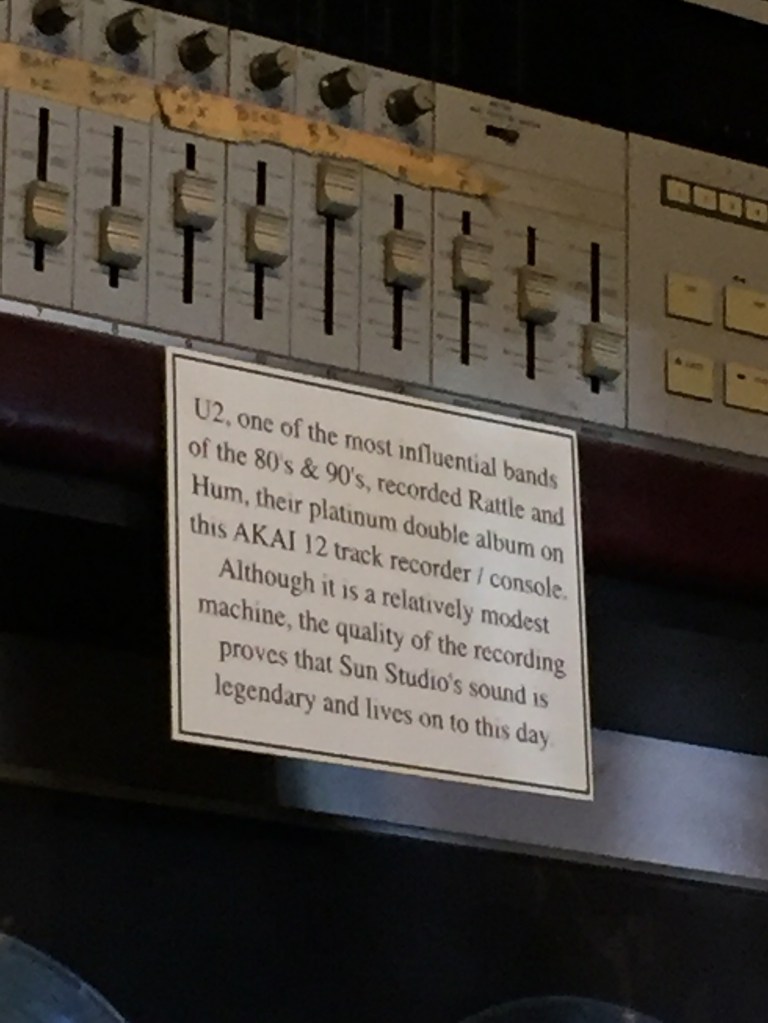 U2, one of the most influential bands
of the 80's & 90's, recorded Rattle and
Hum, their platinum double album on
this AKAI 12 track recorder / console.
Although it is a relatively modest
machine, the quality of the recording
proves that Sun Studio's sound is
legendary and lives on to this day.